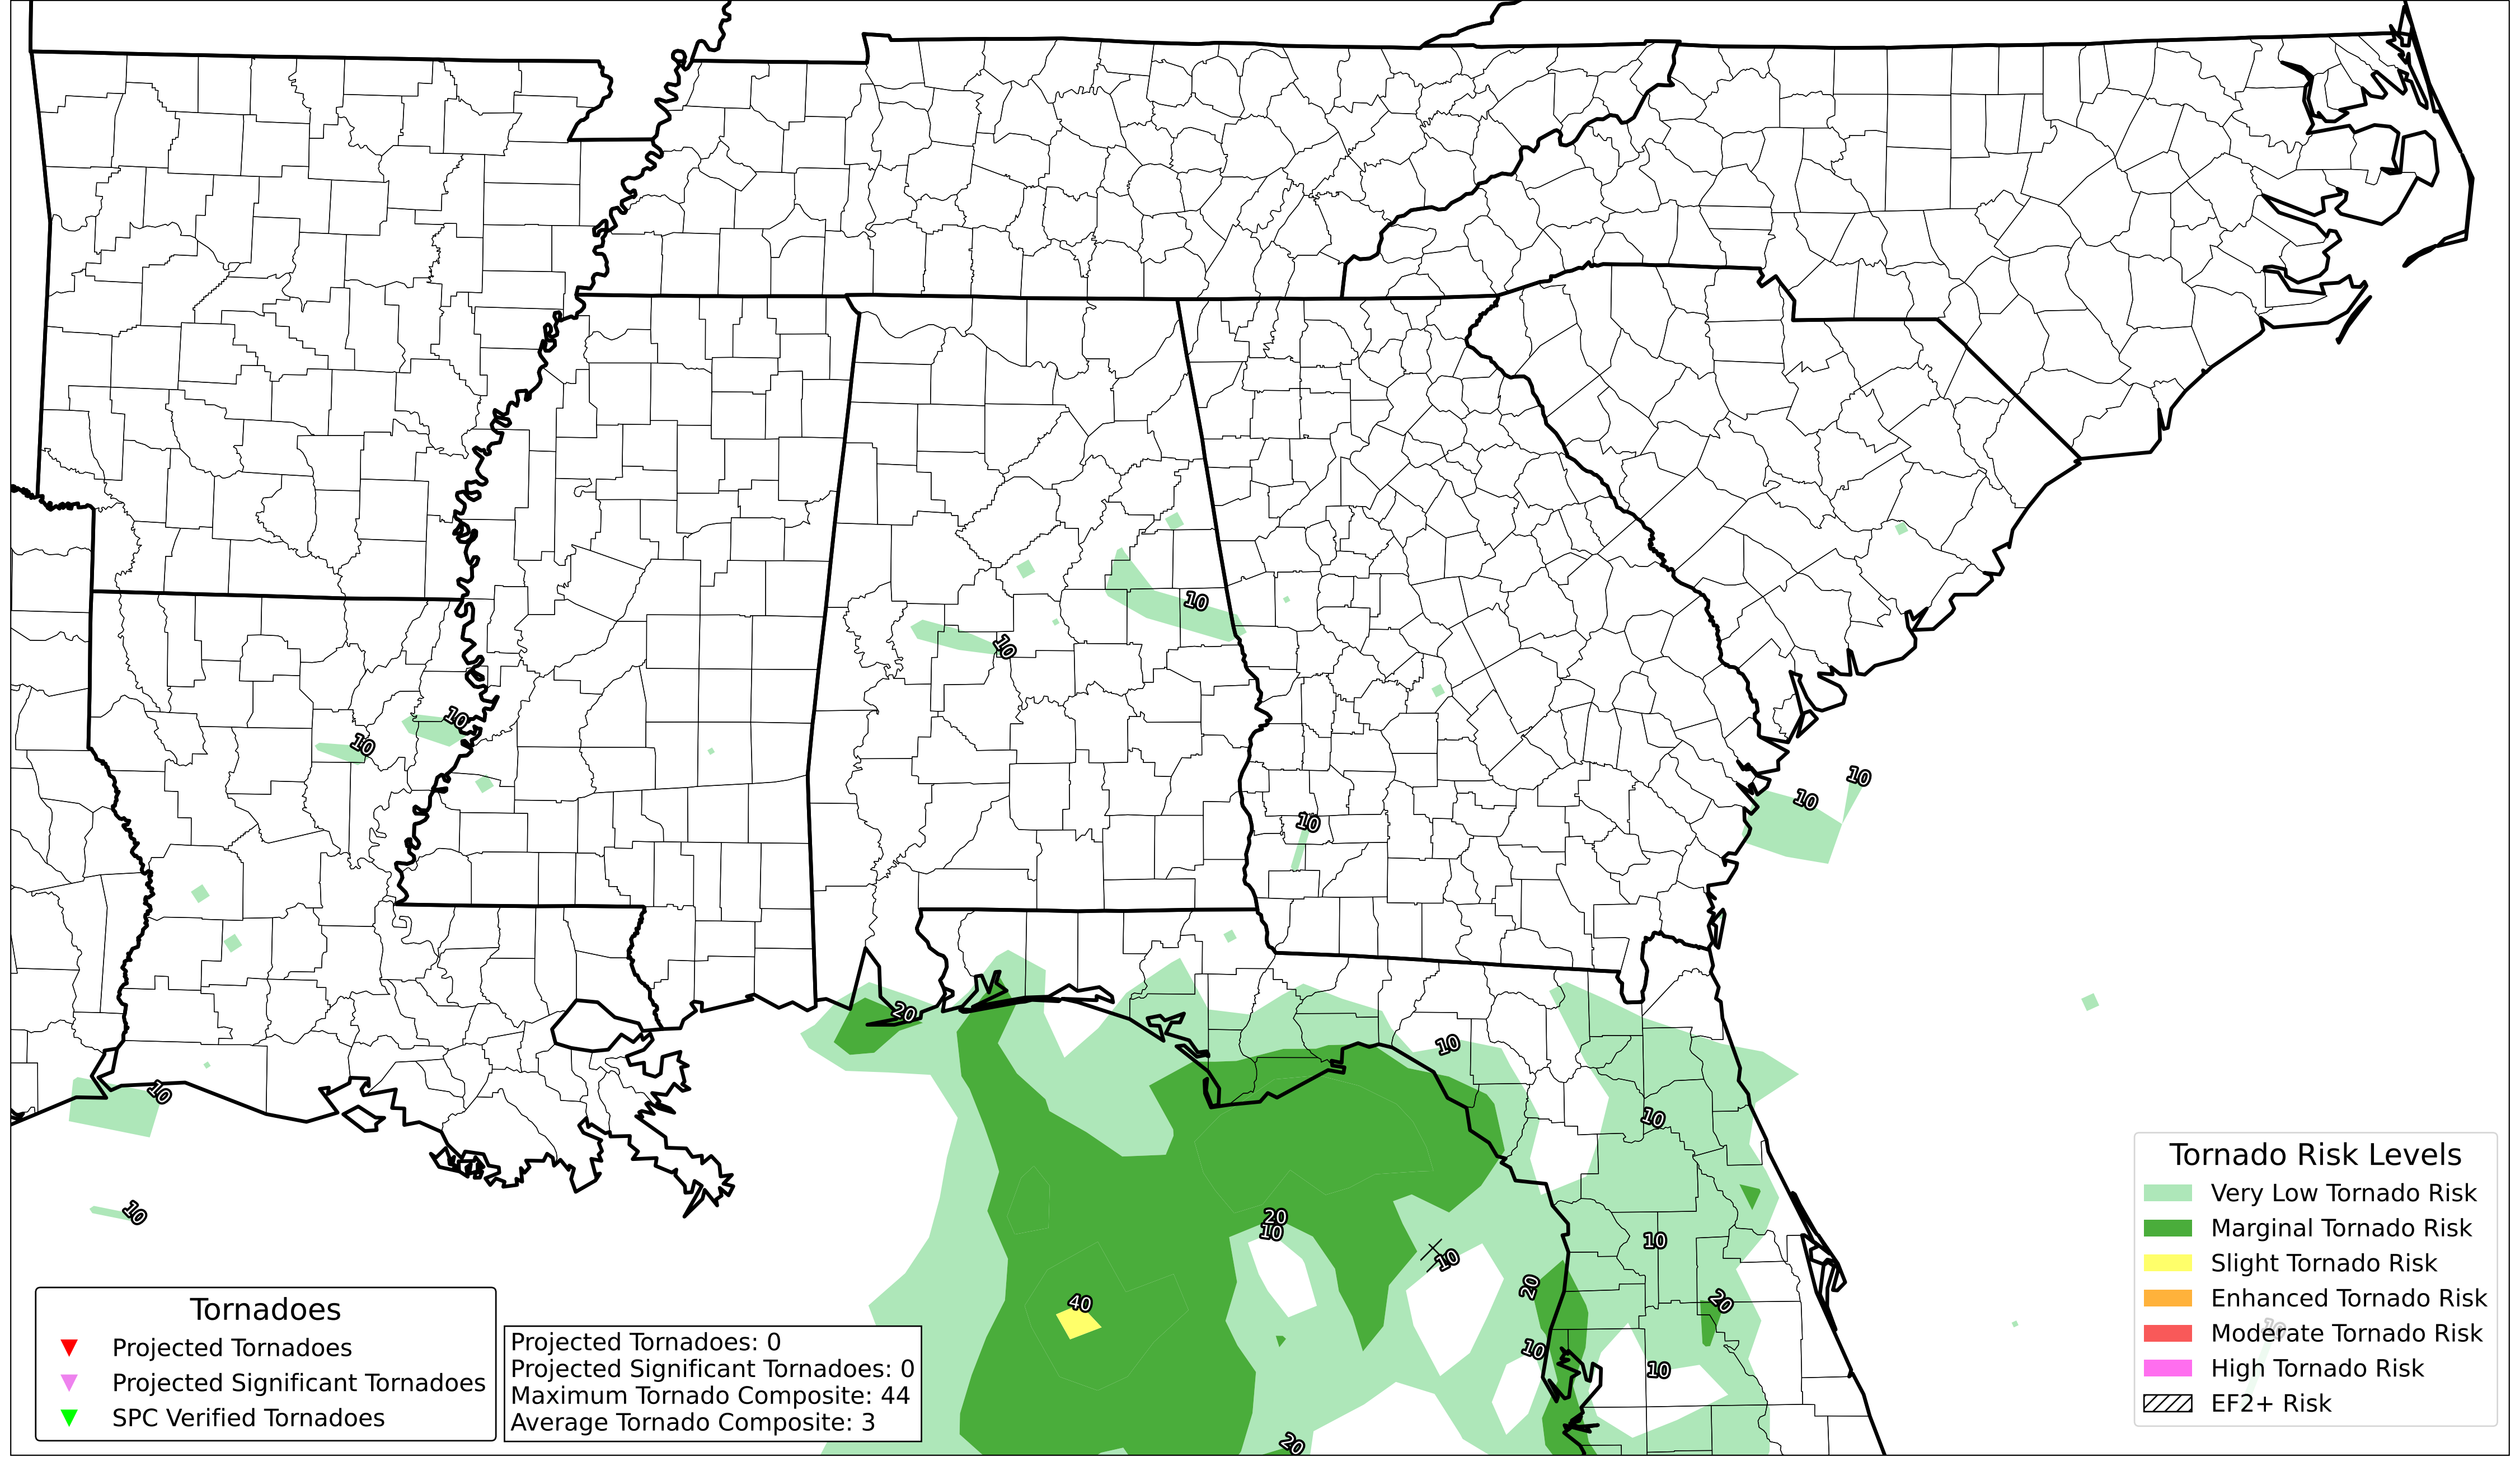 10
10
10
10
10
10
10
10
20
10
10
10
10
20
10
10
10
40
20
20
10
10
20
10
Tornado Risk Levels
Very Low Tornado Risk
Marginal Tornado Risk
Slight Tornado Risk
Enhanced Tornado Risk
Moderate Tornado Risk
High Tornado Risk
EF2+ Risk
Tornadoes
Projected Tornadoes
Projected Significant Tornadoes
SPC Verified Tornadoes
Projected Tornadoes: 0
Projected Significant Tornadoes: 0
Maximum Tornado Composite: 44
Average Tornado Composite: 3